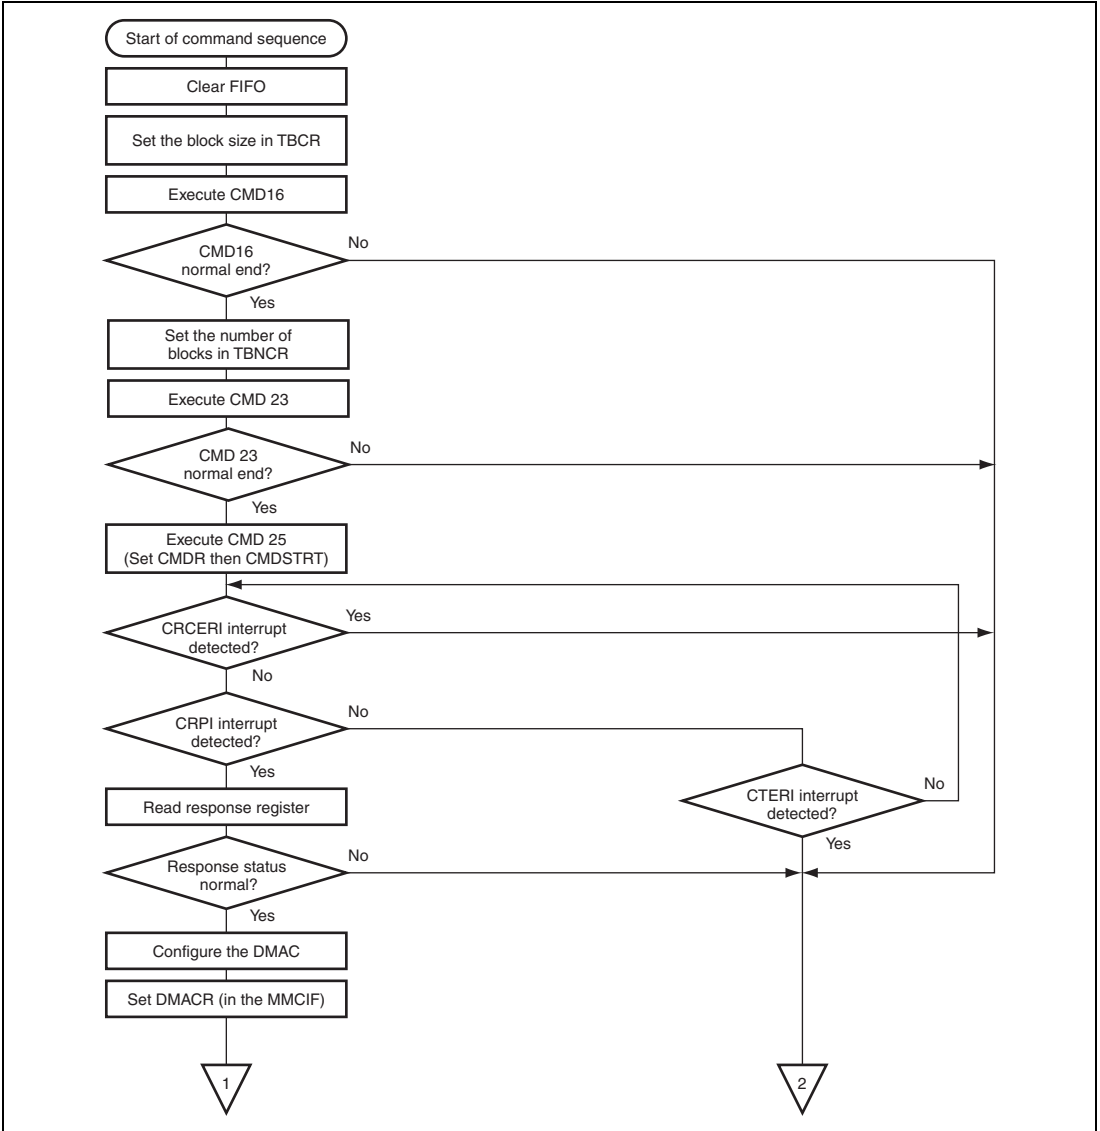 Start of command sequence
Clear FIFO
Set the block size in TBCR
Execute CMD16
CMD16
normal end?
No
Yes
Set the number of
blocks in TBNCR
Execute CMD 23
CMD 23
normal end?
No
Yes
Execute CMD 25
(Set CMDR then CMDSTRT)
CRCERI interrupt
detected?
Yes
No
CRPI interrupt
detected?
No
Yes
CTERI interrupt
detected?
No
Yes
Read response register
Response status
normal?
No
Yes
Configure the DMAC
Set DMACR (in the MMCIF)
1
2